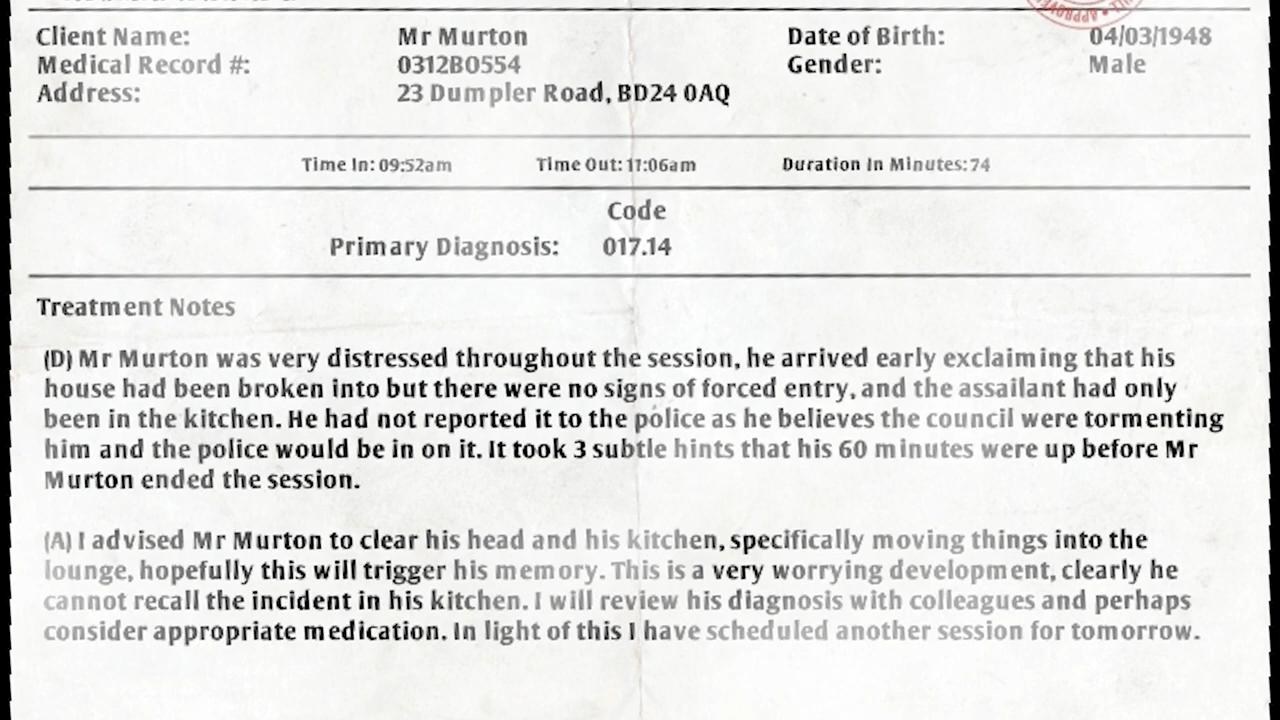 Client Name: Mr Murton Date of Birth: 04/03/1948
Medical Record #: 0312B0554 Gender: Male
Address: 23 Dumpler Road, BD24 0AQ
Time In: 09:52am Time Out: 11:06am Duration In Minutes: 74
Code
Primary Diagnosis: 017.14
Treatment Notes
(D) Mr Murton was very distressed throughout the session, he arrived early exclaiming that his
house had been broken into but there were no signs of forced entry, and the assailant had only
been in the kitchen. He had not reported it to the police as he believes the council were tormenting
him and the police would be in on it. It took 3 subtle hints that his 60 minutes were up before Mr
Murton ended the session.
(A) I advised Mr Murton to clear his head and his kitchen, specifically moving things into the
lounge, hopefully this will trigger his memory. This is a very worrying development, clearly he
cannot recall the incident in his kitchen. I will review his diagnosis with colleagues and perhaps
consider appropriate medication. In light of this I have scheduled another session for tomorrow.